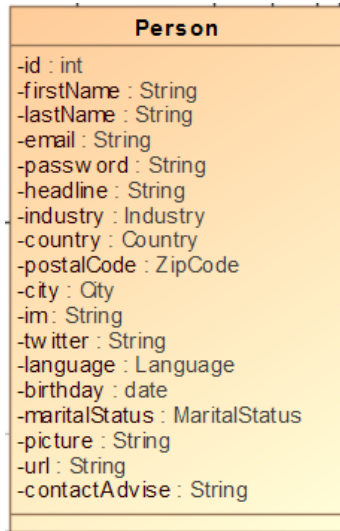 Person
-id : int
-firstName : String
-lastName : String
-email : String
-password : String
-headline : String
-industry : Industry
-country : Country
-postalCode : ZipCode
-city : City
-im : String
-twitter : String
-language : Language
-birthday : date
-maritalStatus : MaritalStatus
-picture : String
-url : String
-contactAdvise : String